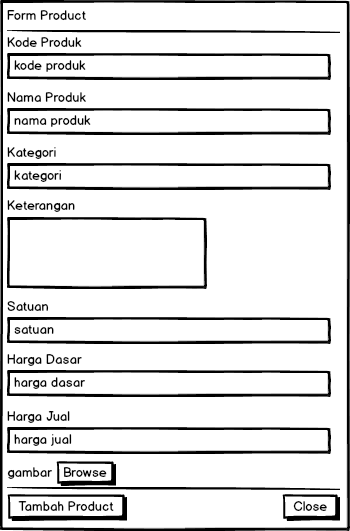 Form Product
Kode Produk
kode produk
Nama Produk
nama produk
Kategori
kategori
Keterangan
Satuan
satuan
Harga Dasar
harga dasar
Harga Jual
harga jual
gambar Browse
Tambah Product Close